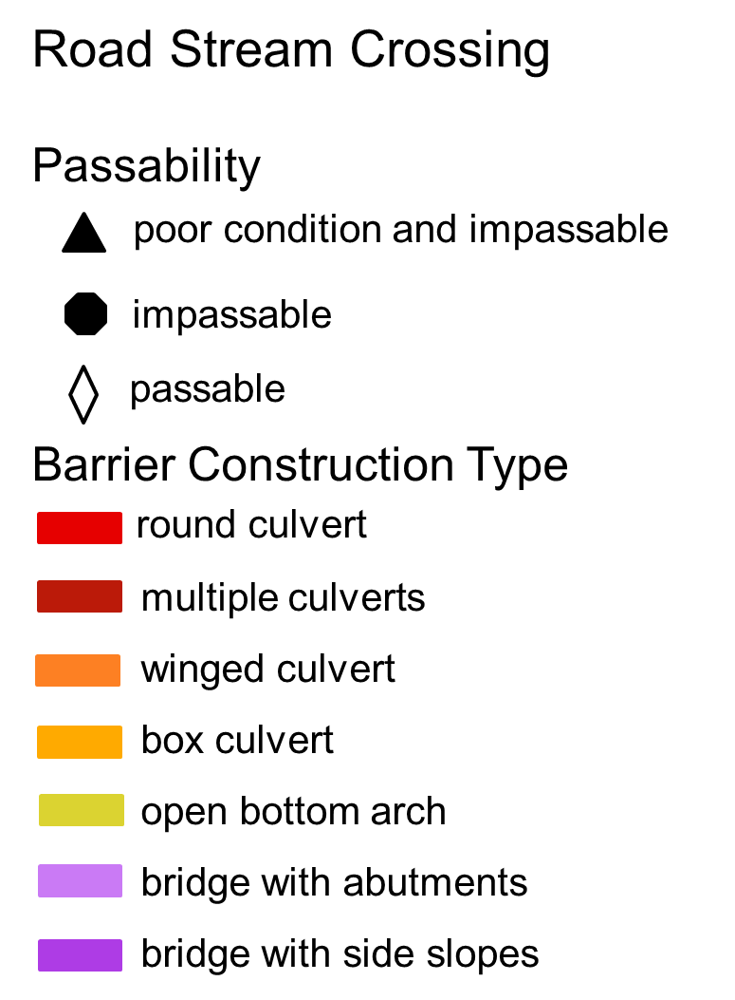 Road Stream Crossing
Passability
poor condition and impassable
impassable
passable
Barrier Construction Type
round culvert
multiple culverts
winged culvert
box culvert
open bottom arch
bridge with abutments
bridge with side slopes